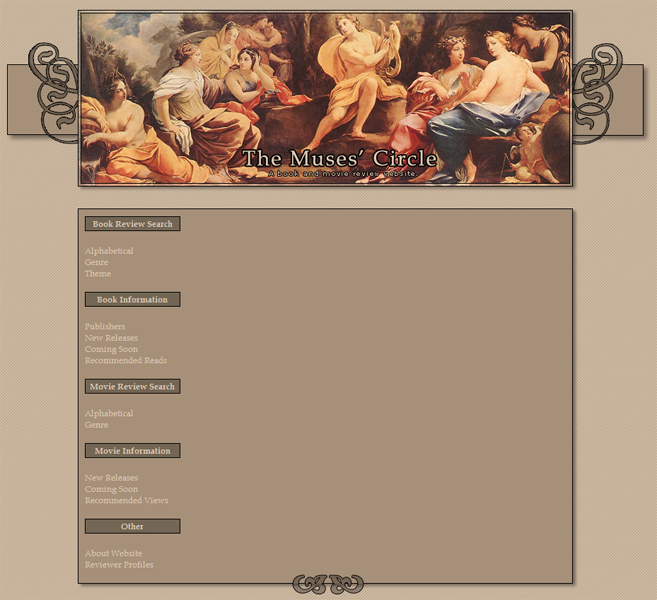 The Muses' Circle
A book and movie review website.
Book Review Search
Alphabetical
Genre
Theme
Book Information
Publishers
New Releases
Coming Soon
Recommended Reads
Movie Review Search
Alphabetical
Genre
Movie Information
New Releases
Coming Soon
Recommended Views
Other
About Website
Reviewer Profiles